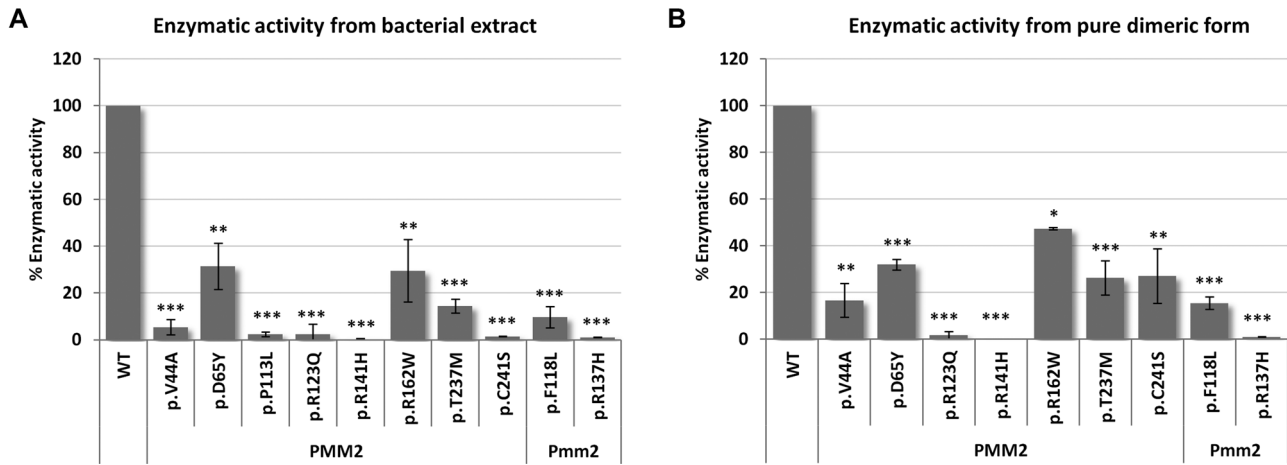 A
Enzymatic activity from bacterial extract
% Enzymatic activity
120
100
80
60
40
20
0
***
**
***
***
***
**
***
***
***
***
WT
p.V44A
p.D65Y
p.P113L
p.R123Q
p.R141H
p.R162W
p.T237M
p.C241S
p.F118L
p.R137H
PMM2
Pmm2
B
Enzymatic activity from pure dimeric form
% Enzymatic activity
120
100
80
60
40
20
0
**
***
***
***
*
***
**
***
***
WT
p.V44A
p.D65Y
p.R123Q
p.R141H
p.R162W
p.T237M
p.C241S
p.F118L
p.R137H
PMM2
Pmm2